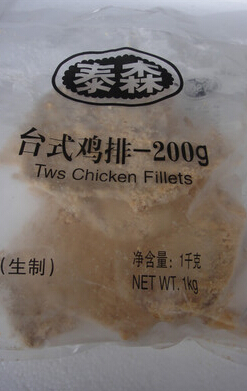 泰森
台式鸡排-200g
Tws Chicken Fillets
(生制)
净含量: 1千克
NET WT. 1kg